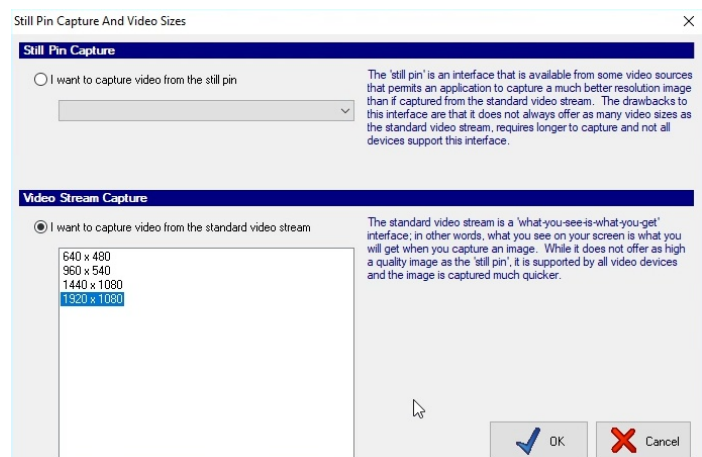 Still Pin Capture And Video Sizes
Still Pin Capture
I want to capture video from the still pin
The 'still pin' is an interface that is available from some video sources
that permits an application to capture a much better resolution image
than if captured from the standard video stream. The drawbacks to
this interface are that it does not always offer as many video sizes as
the standard video stream, requires longer to capture and not all
devices support this interface.
Video Stream Capture
I want to capture video from the standard video stream
640 x 480
960 x 540
1440 x 1080
1920 x 1080
The standard video stream is a 'what-you-see-is-what-you-get'
interface; in other words, what you see on your screen is what you
will get when you capture an image. While it does not offer as high
a quality image as the 'still pin', it is supported by all video devices
and the image is captured much quicker.
OK
Cancel